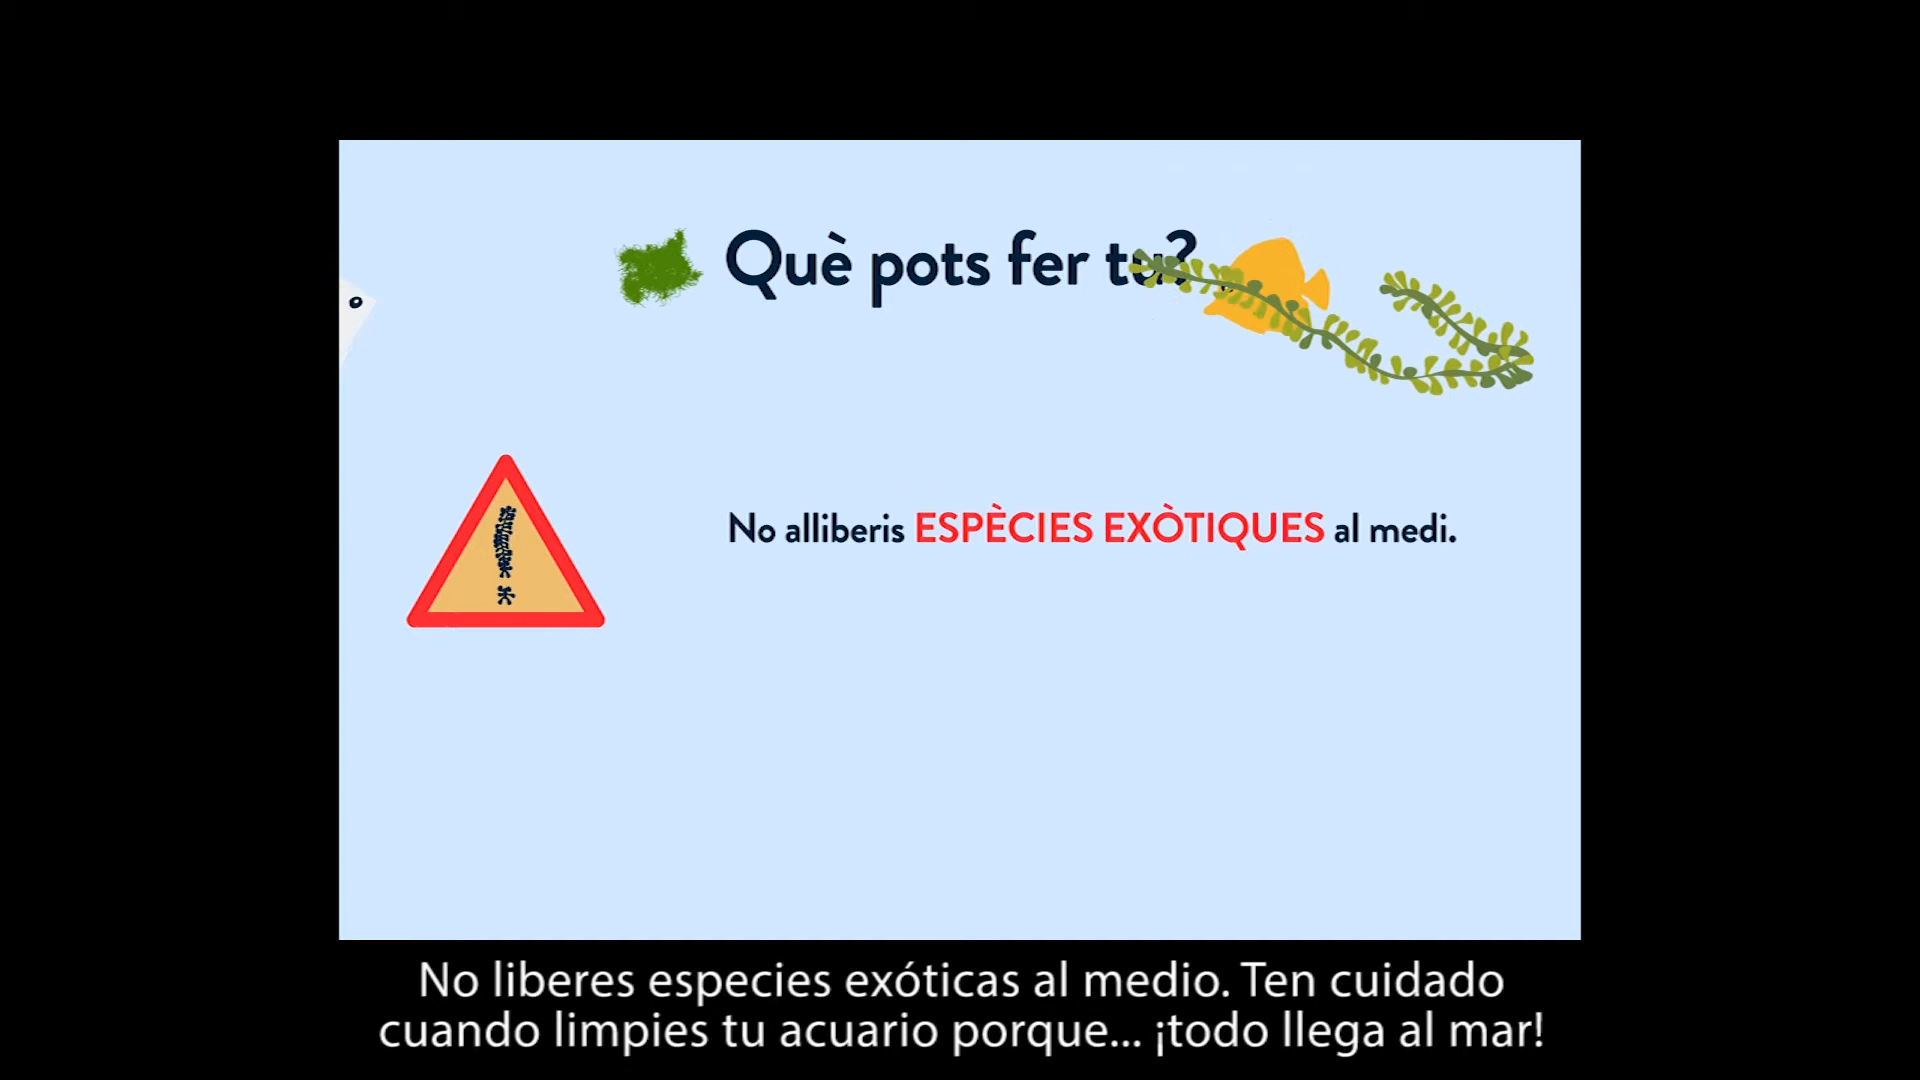 Què pots fer tu?
No alliberis ESPÈCIES EXÒTIQUES al medi.
No liberes especies exóticas al medio. Ten cuidado
cuando limpies tu acuario porque... ¡todo llega al mar!